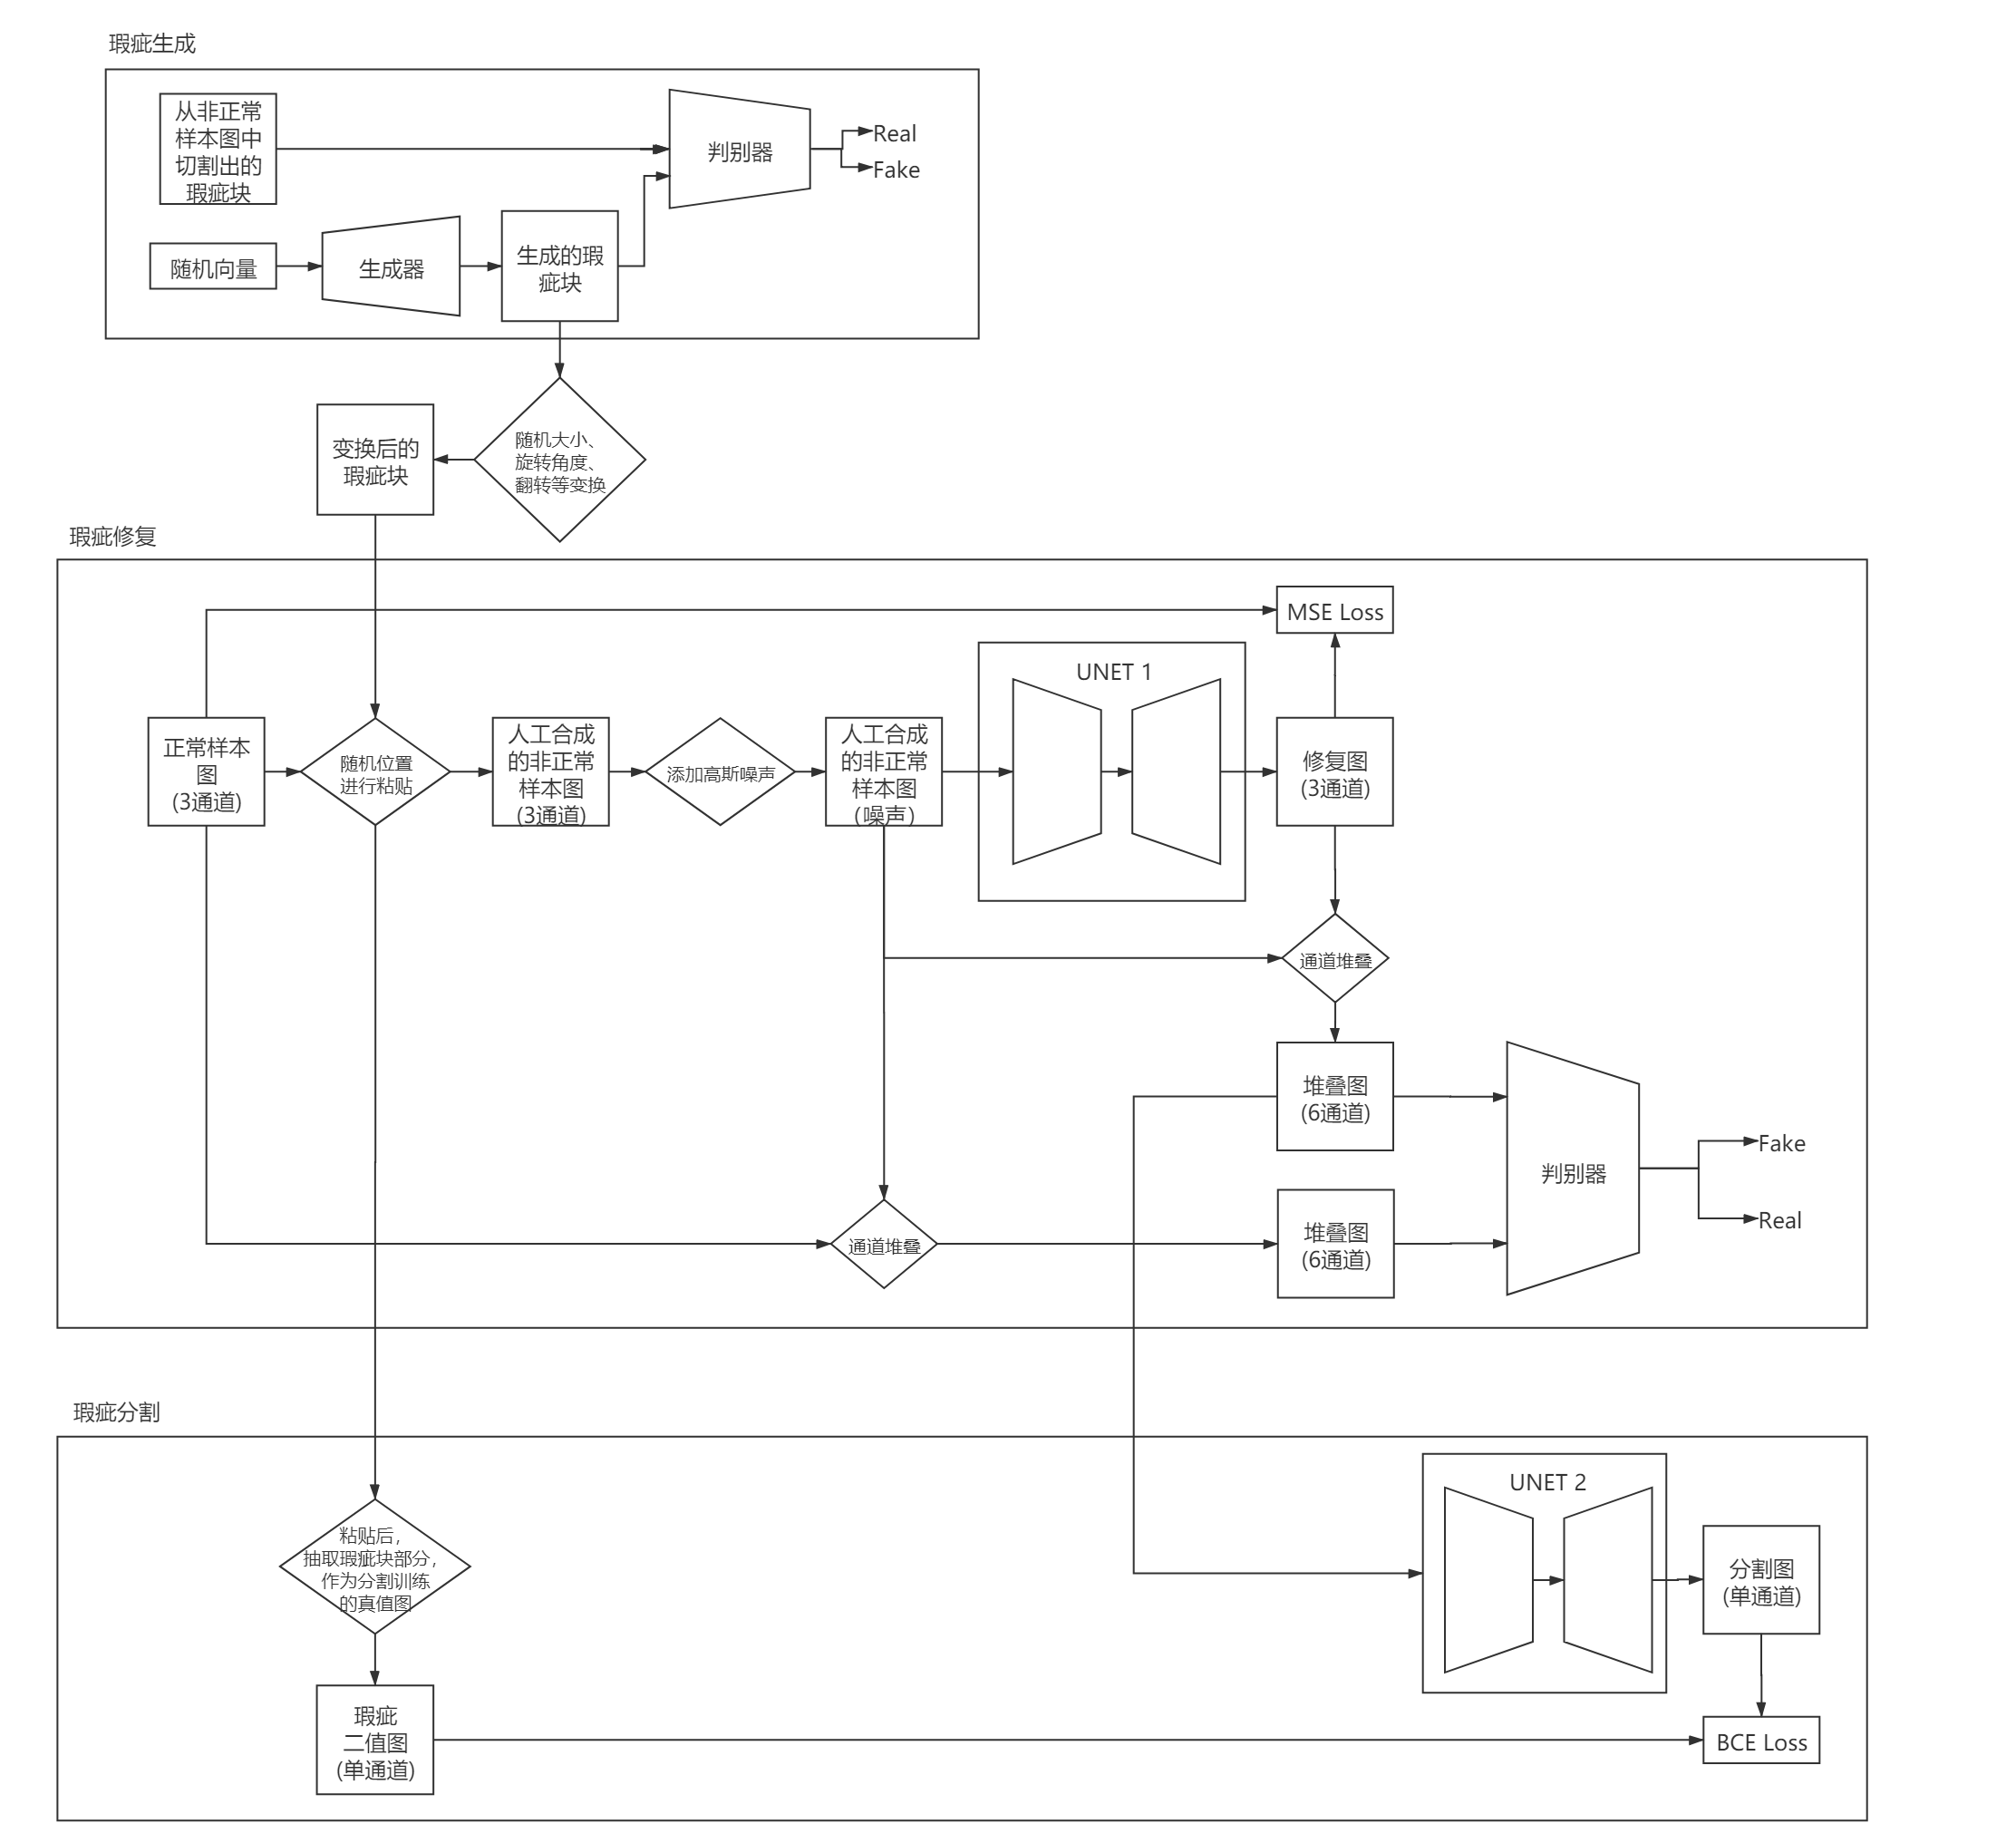 瑕疵生成
从非正常
样本图中
切割出的
瑕疵块
判别器
Real
Fake
随机向量
生成器
生成的瑕
疵块
变换后的
瑕疵块
随机大小、
旋转角度、
翻转等变换
瑕疵修复
MSE Loss
UNET 1
正常样本
图
(3通道)
随机位置
进行粘贴
人工合成
的非正常
样本图
(3通道)
添加高斯噪声
人工合成
的非正常
样本图
（噪声）
修复图
(3通道)
通道堆叠
堆叠图
(6通道)
判别器
Fake
Real
通道堆叠
堆叠图
(6通道)
瑕疵分割
UNET 2
粘贴后，
抽取瑕疵块部分，
作为分割训练
的真值图
分割图
(单通道)
瑕疵
二值图
(单通道)
BCE Loss